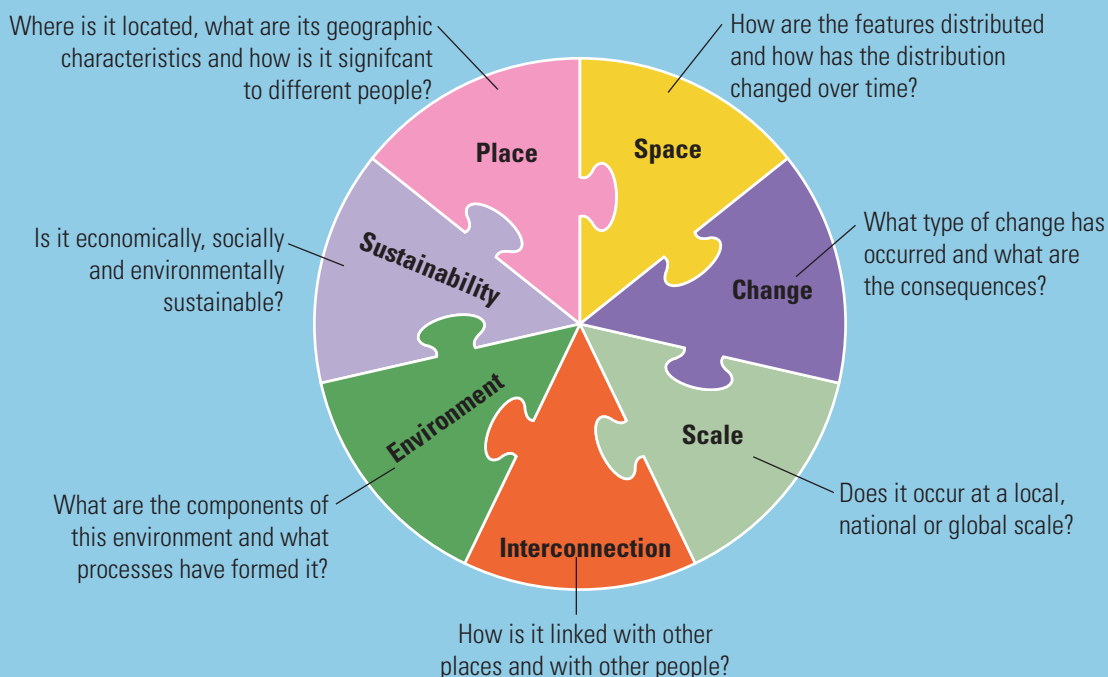 Where is it located, what are its geographic
characteristics and how is it signifcant
to different people?
How are the features distributed
and how has the distribution
changed over time?
Place
Space
Is it economically, socially
and environmentally
sustainable?
Sustainability
Change
What type of change has
occurred and what are
the consequences?
Environment
Scale
What are the components of
this environment and what
processes have formed it?
Interconnection
Does it occur at a local,
national or global scale?
How is it linked with other
places and with other people?